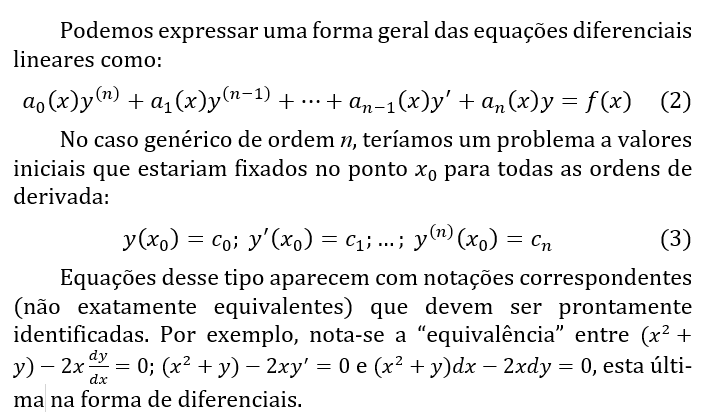 Podemos expressar uma forma geral das equações diferenciais
lineares como:
a₀(x)y⁽ⁿ⁾ + a₁(x)y⁽ⁿ⁻¹⁾ + ⋯ + aₙ₋₁(x)y′ + aₙ(x)y = f(x) (2)
No caso genérico de ordem n, teríamos um problema a valores
iniciais que estariam fixados no ponto x₀ para todas as ordens de
derivada:
y(x₀) = c₀; y′(x₀) = c₁; … ; y⁽ⁿ⁾(x₀) = cₙ (3)
Equações desse tipo aparecem com notações correspondentes
(não exatamente equivalentes) que devem ser prontamente
identificadas. Por exemplo, nota-se a “equivalência” entre (x² +
y) − 2x dy/dx = 0; (x² + y) − 2xy′ = 0 e (x² + y)dx − 2xdy = 0, esta últi-
ma na forma de diferenciais.